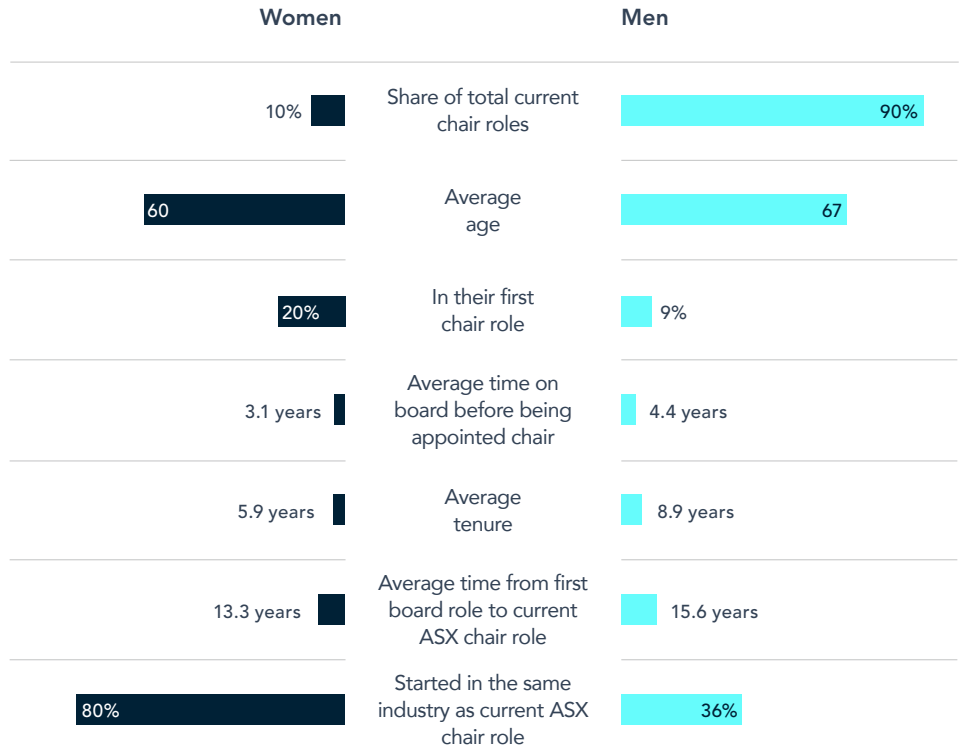 Women
Men
10%
Share of total current
chair roles
90%
60
Average
age
67
20%
In their first
chair role
9%
3.1 years
Average time on
board before being
appointed chair
4.4 years
5.9 years
Average
tenure
8.9 years
13.3 years
Average time from first
board role to current
ASX chair role
15.6 years
80%
Started in the same
industry as current ASX
chair role
36%